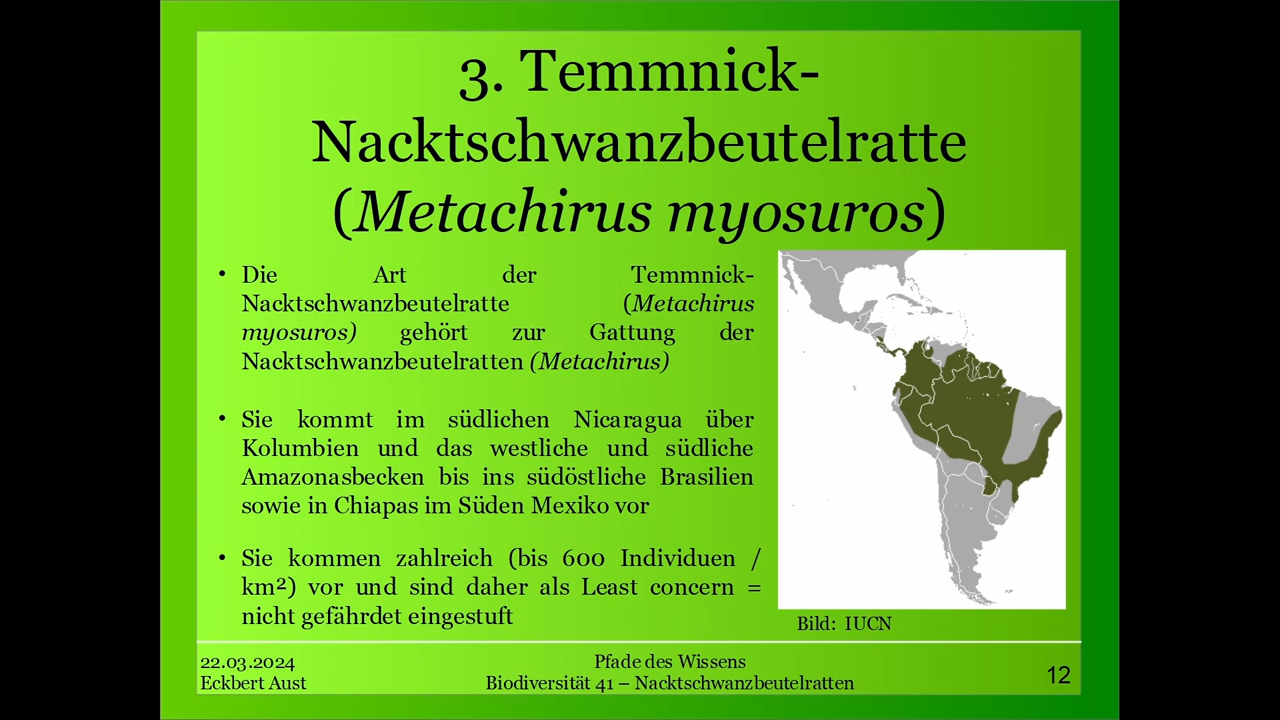 3. Temmnick-
Nacktschwanzbeutelratte
(Metachirus myosuros)
• Die Art der Temmnick-
Nacktschwanzbeutelratte (Metachirus
myosuros) gehört zur Gattung der
Nacktschwanzbeutelratten (Metachirus)
• Sie kommt im südlichen Nicaragua über
Kolumbien und das westliche und südliche
Amazonasbecken bis ins südöstliche Brasilien
sowie in Chiapas im Süden Mexiko vor
• Sie kommen zahlreich (bis 600 Individuen /
km²) vor und sind daher als Least concern =
nicht gefährdet eingestuft
Bild: IUCN
22.03.2024
Eckbert Aust
Pfade des Wissens
Biodiversität 41 – Nacktschwanzbeutelratten
12